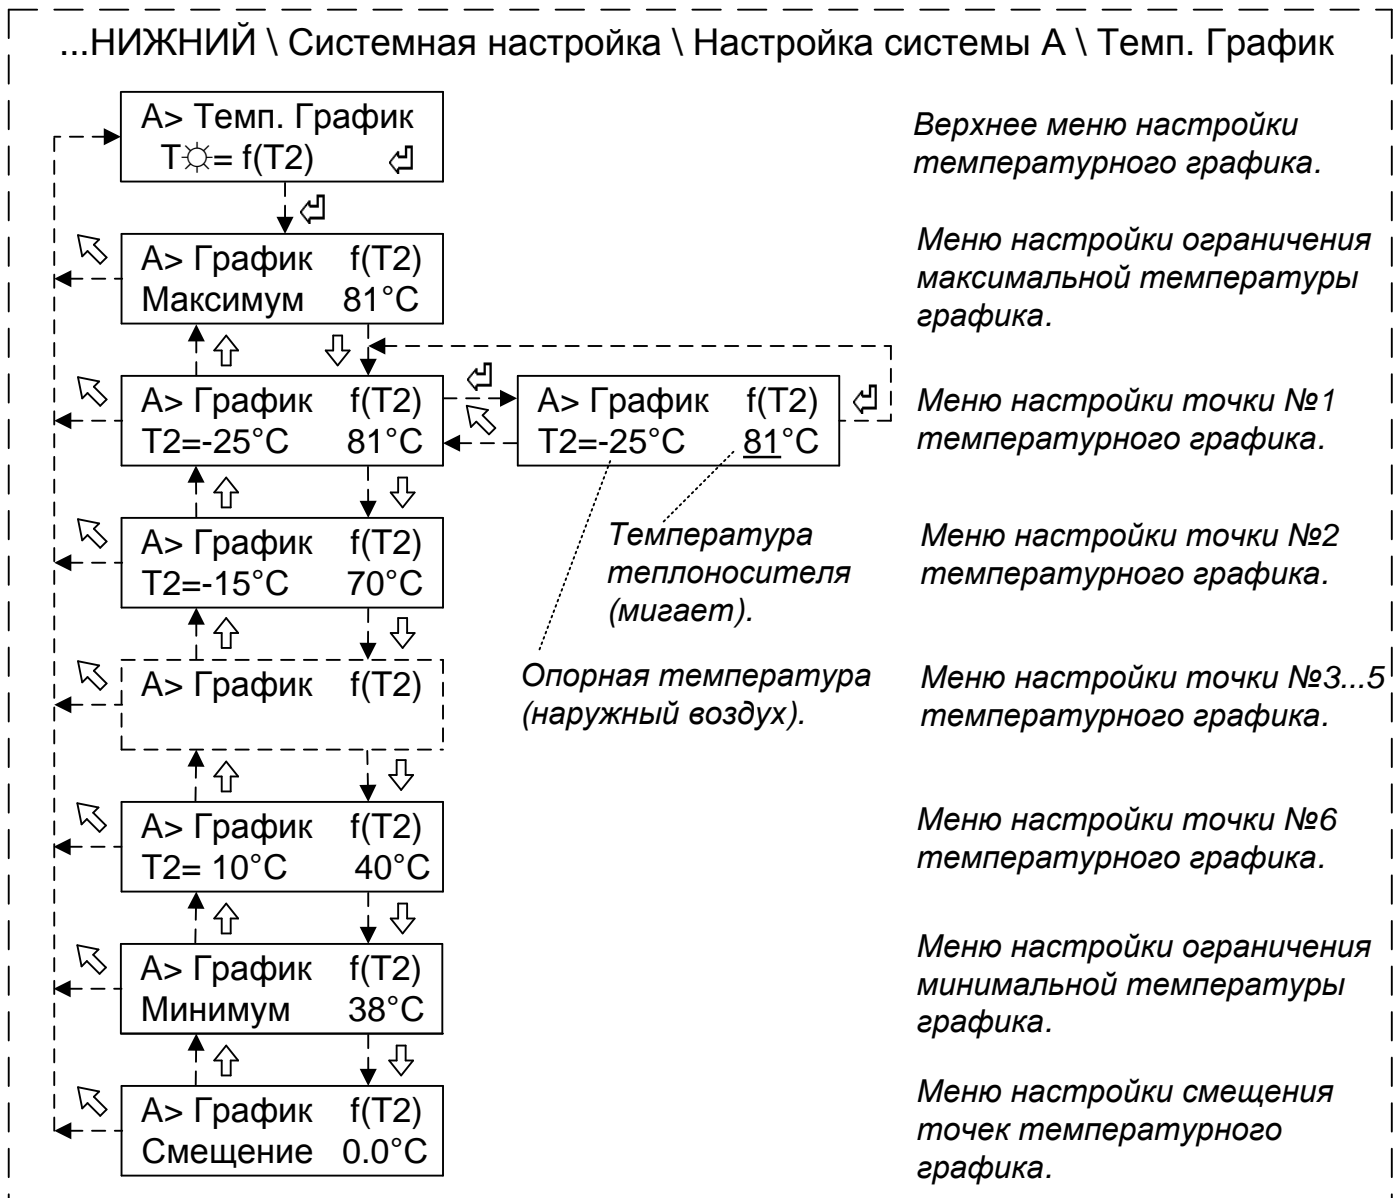 ...НИЖНИЙ \ Системная настройка \ Настройка системы А \ Темп. График
А> Темп. График
Т☼= f(T2)
Верхнее меню настройки
температурного графика.
А> График f(T2)
Максимум 81°С
Меню настройки ограничения
максимальной температуры
графика.
А> График f(T2)
Т2=-25°С 81°С
А> График f(T2)
Т2=-25°С 81°С
Меню настройки точки №1
температурного графика.
А> График f(T2)
Т2=-15°С 70°С
Температура
теплоносителя
(мигает).
Меню настройки точки №2
температурного графика.
А> График f(T2)
Опорная температура
(наружный воздух).
Меню настройки точки №3...5
температурного графика.
А> График f(T2)
Т2= 10°С 40°С
Меню настройки точки №6
температурного графика.
А> График f(T2)
Минимум 38°С
Меню настройки ограничения
минимальной температуры
графика.
А> График f(T2)
Смещение 0.0°С
Меню настройки смещения
точек температурного
графика.